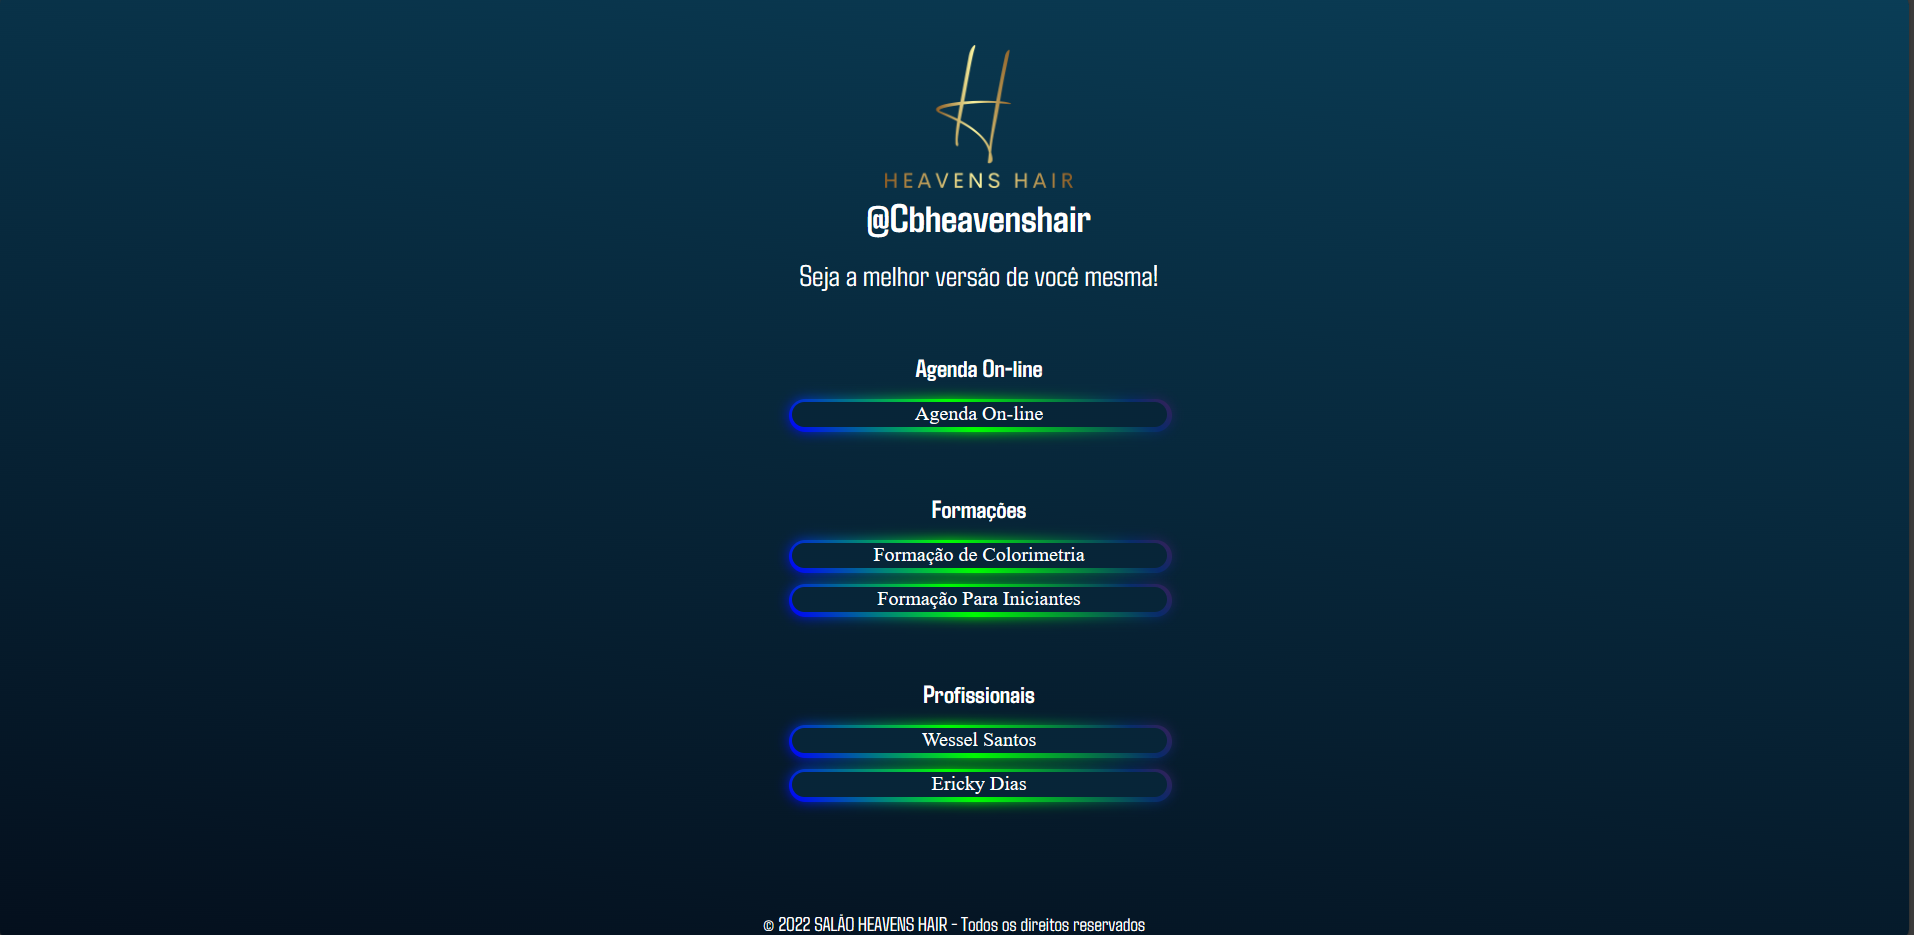 HEAVENS HAIR
@Cbheavenshair
Seja a melhor versão de você mesma!
Agenda On-line
Agenda On-line
Formações
Formação de Colorimetria
Formação Para Iniciantes
Profissionais
Wessel Santos
Ericky Dias
© 2022 SALÃO HEAVENS HAIR - Todos os direitos reservados